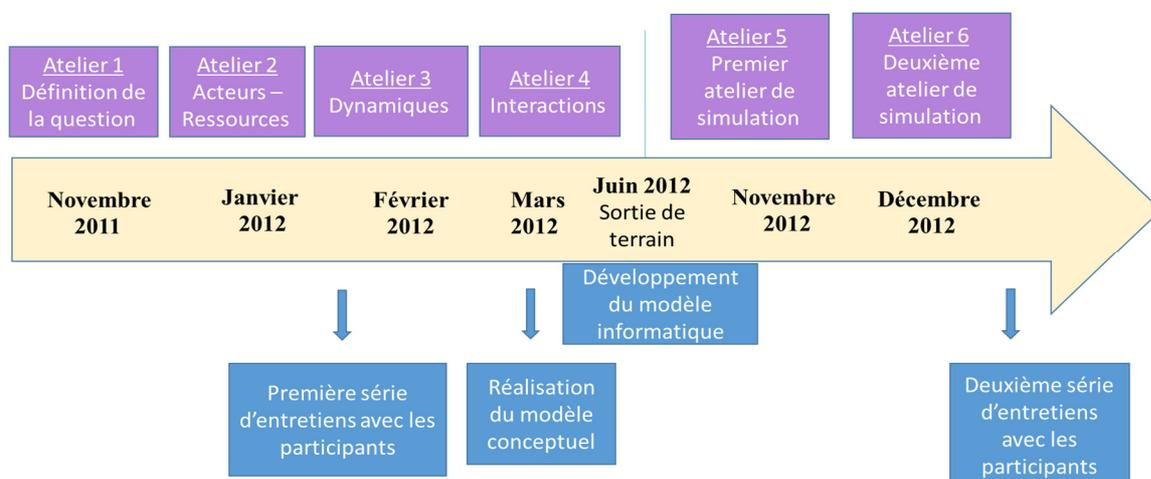 Atelier 1
Définition de
la question
Atelier 2
Acteurs –
Ressources
Atelier 3
Dynamiques
Atelier 4
Interactions
Atelier 5
Premier
atelier de
simulation
Atelier 6
Deuxième
atelier de
simulation
Novembre
2011
Janvier
2012
Février
2012
Mars
2012
Juin 2012
Sortie de
terrain
Novembre
2012
Décembre
2012
Développement
du modèle
informatique
Première série
d’entretiens avec les
participants
Réalisation
du modèle
conceptuel
Deuxième série
d’entretiens
avec les
participants